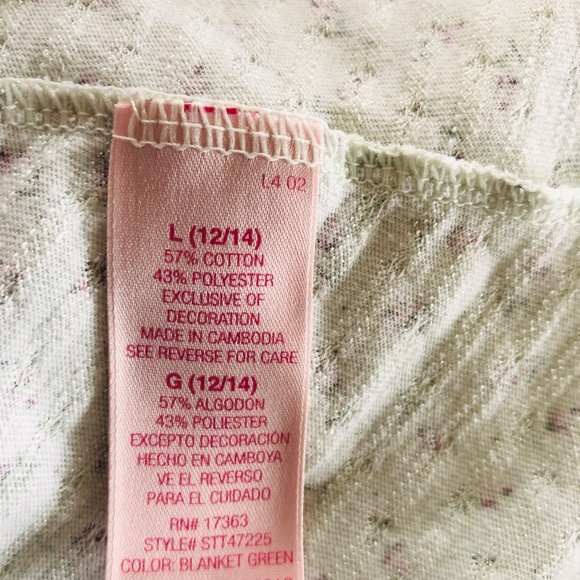 L4 02
L (12/14)
57% COTTON
43% POLYESTER
EXCLUSIVE OF
DECORATION
MADE IN CAMBODIA
SEE REVERSE FOR CARE
G (12/14)
57% ALGODON
43% POLIESTER
EXCEPTO DECORACIÓN
HECHO EN CAMBOYA
VE EL REVERSO
PARA EL CUIDADO
RN# 17363
STYLE# STT47225
COLOR: BLANKET GREEN